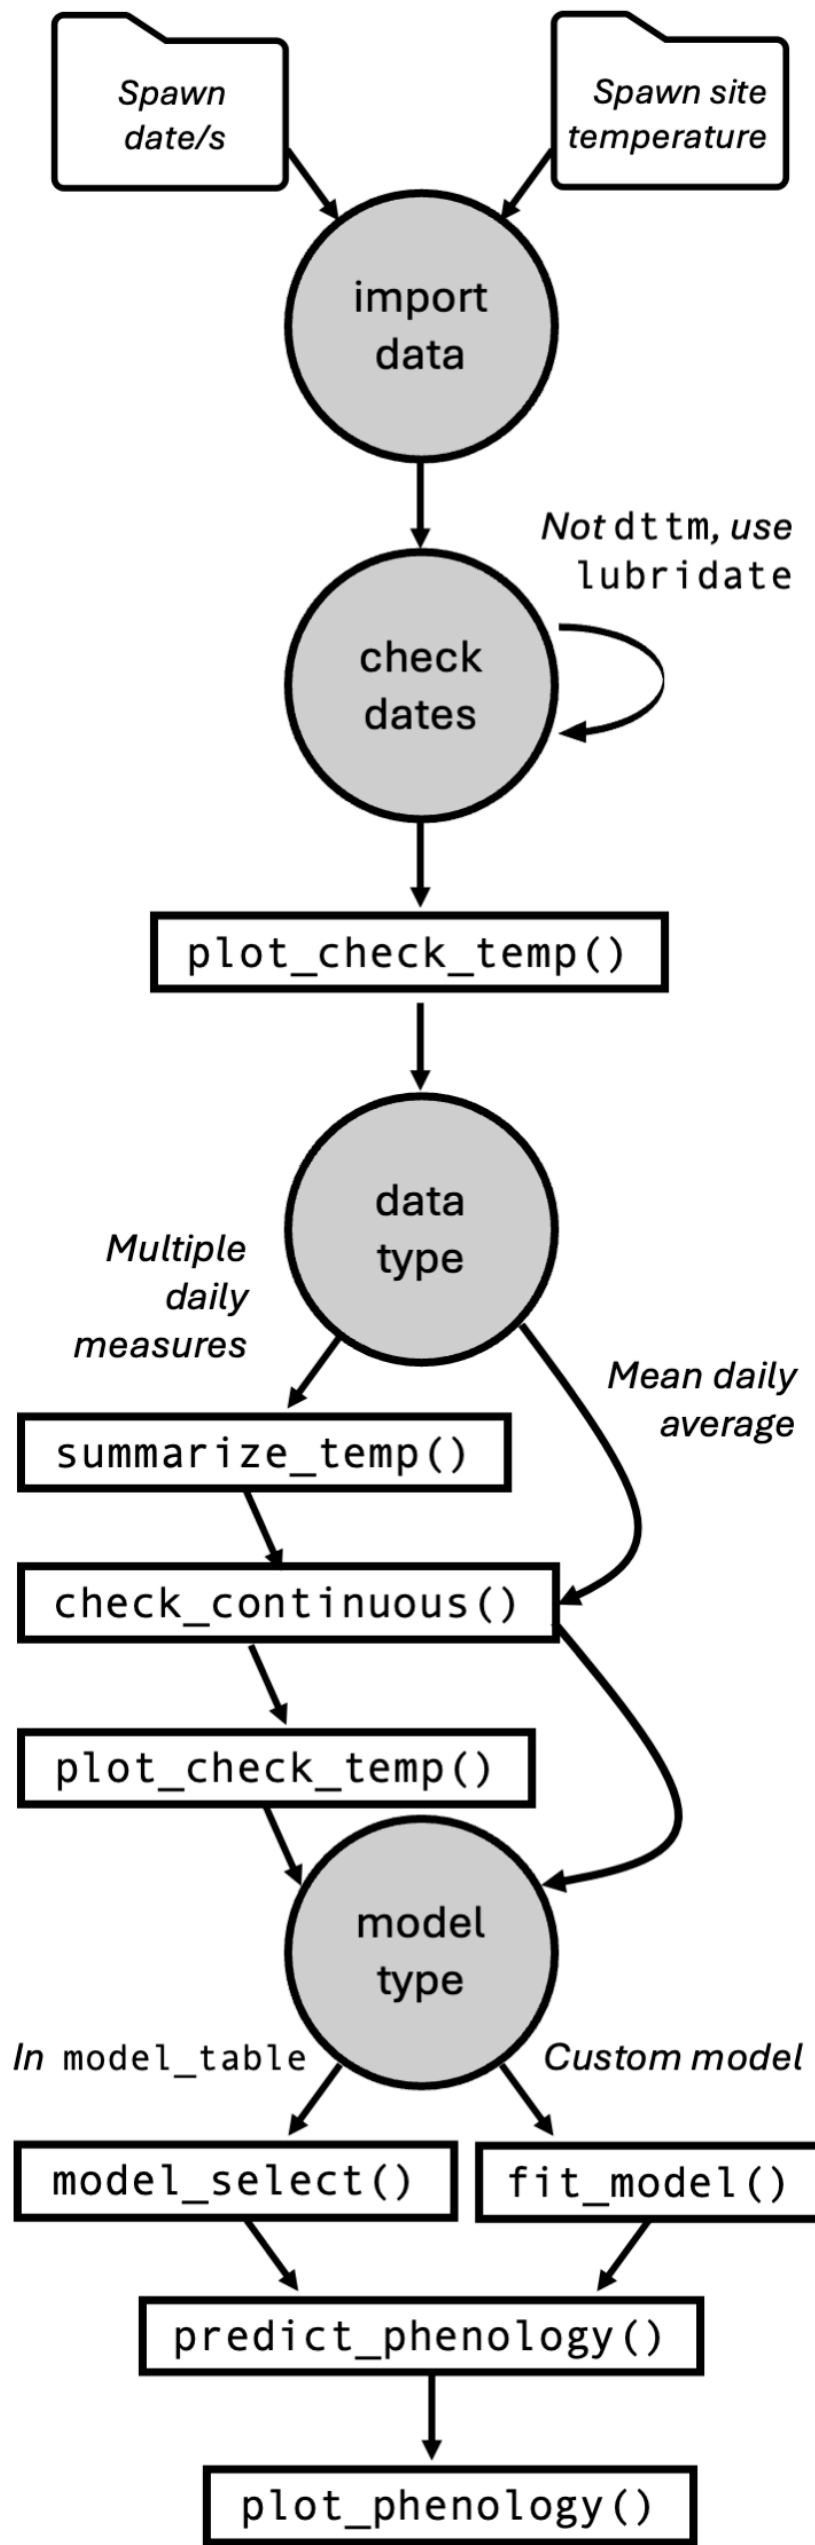 Spawn
date/s
Spawn site
temperature
import
data
Not dttm, use
lubridate
check
dates
plot_check_temp()
data
type
Multiple
daily
measures
Mean daily
average
summarize_temp()
check_continuous()
plot_check_temp()
model
type
In model_table
Custom model
model_select()
fit_model()
predict_phenology()
plot_phenology()